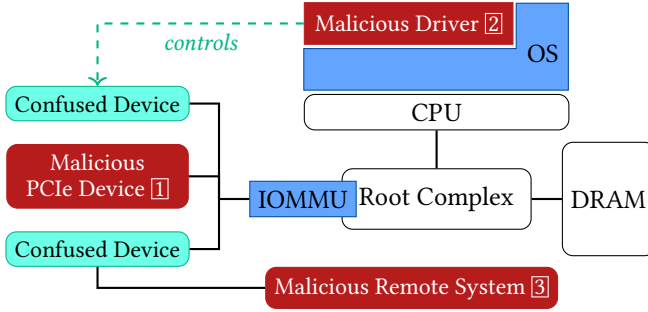 Malicious Driver 2
OS
controls
Confused Device
CPU
Malicious
PCIe Device 1
IOMMU
Root Complex
DRAM
Confused Device
Malicious Remote System 3